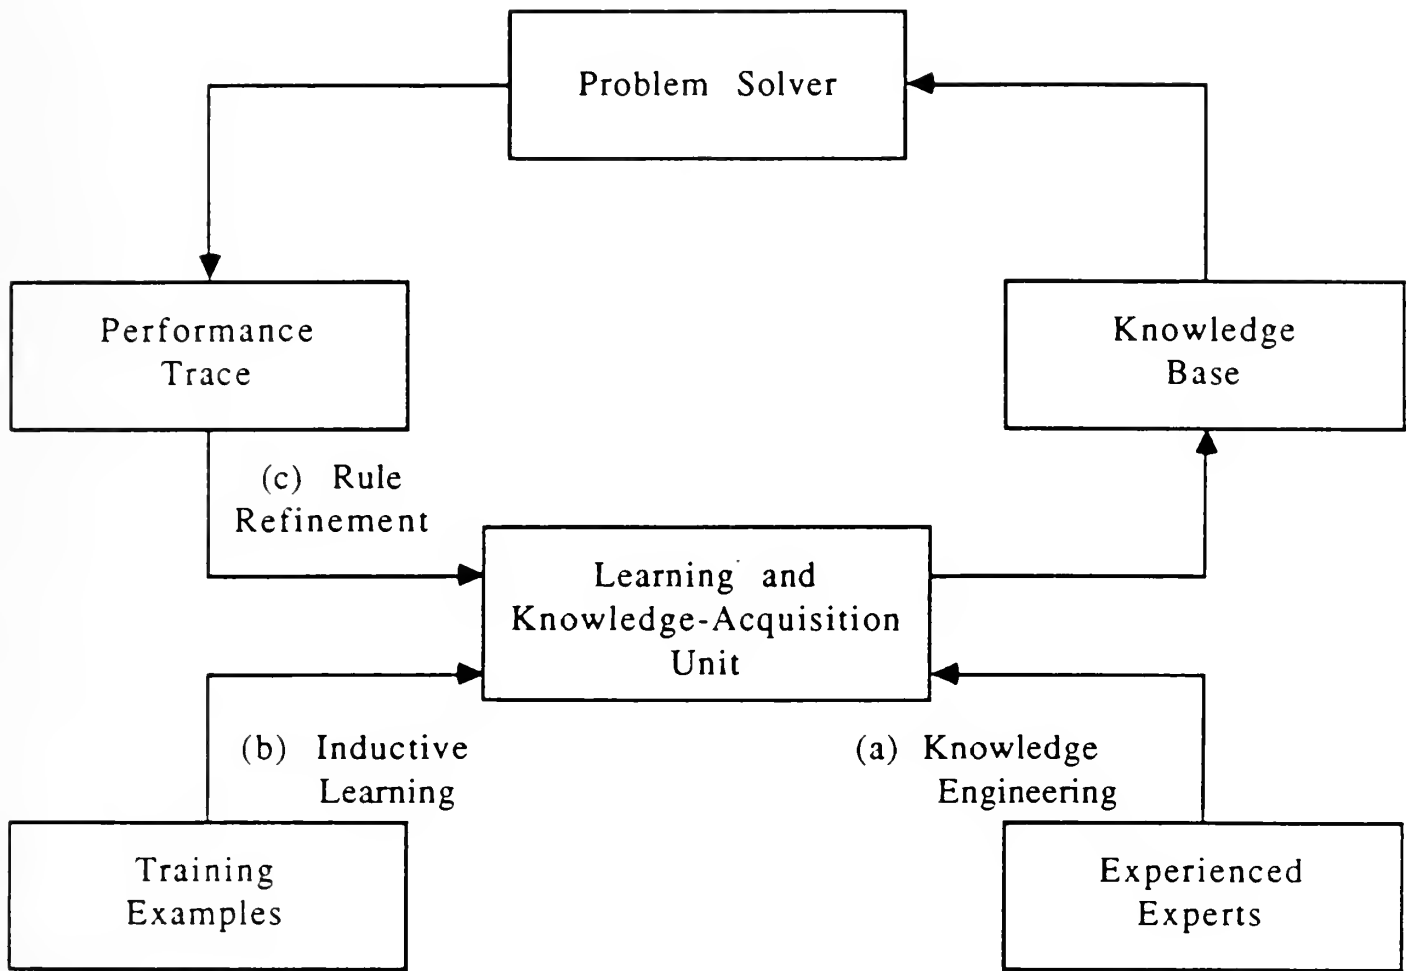 Problem Solver
Performance
Trace
Knowledge
Base
(c) Rule
Refinement
Learning and
Knowledge-Acquisition
Unit
(b) Inductive
Learning
(a) Knowledge
Engineering
Training
Examples
Experienced
Experts